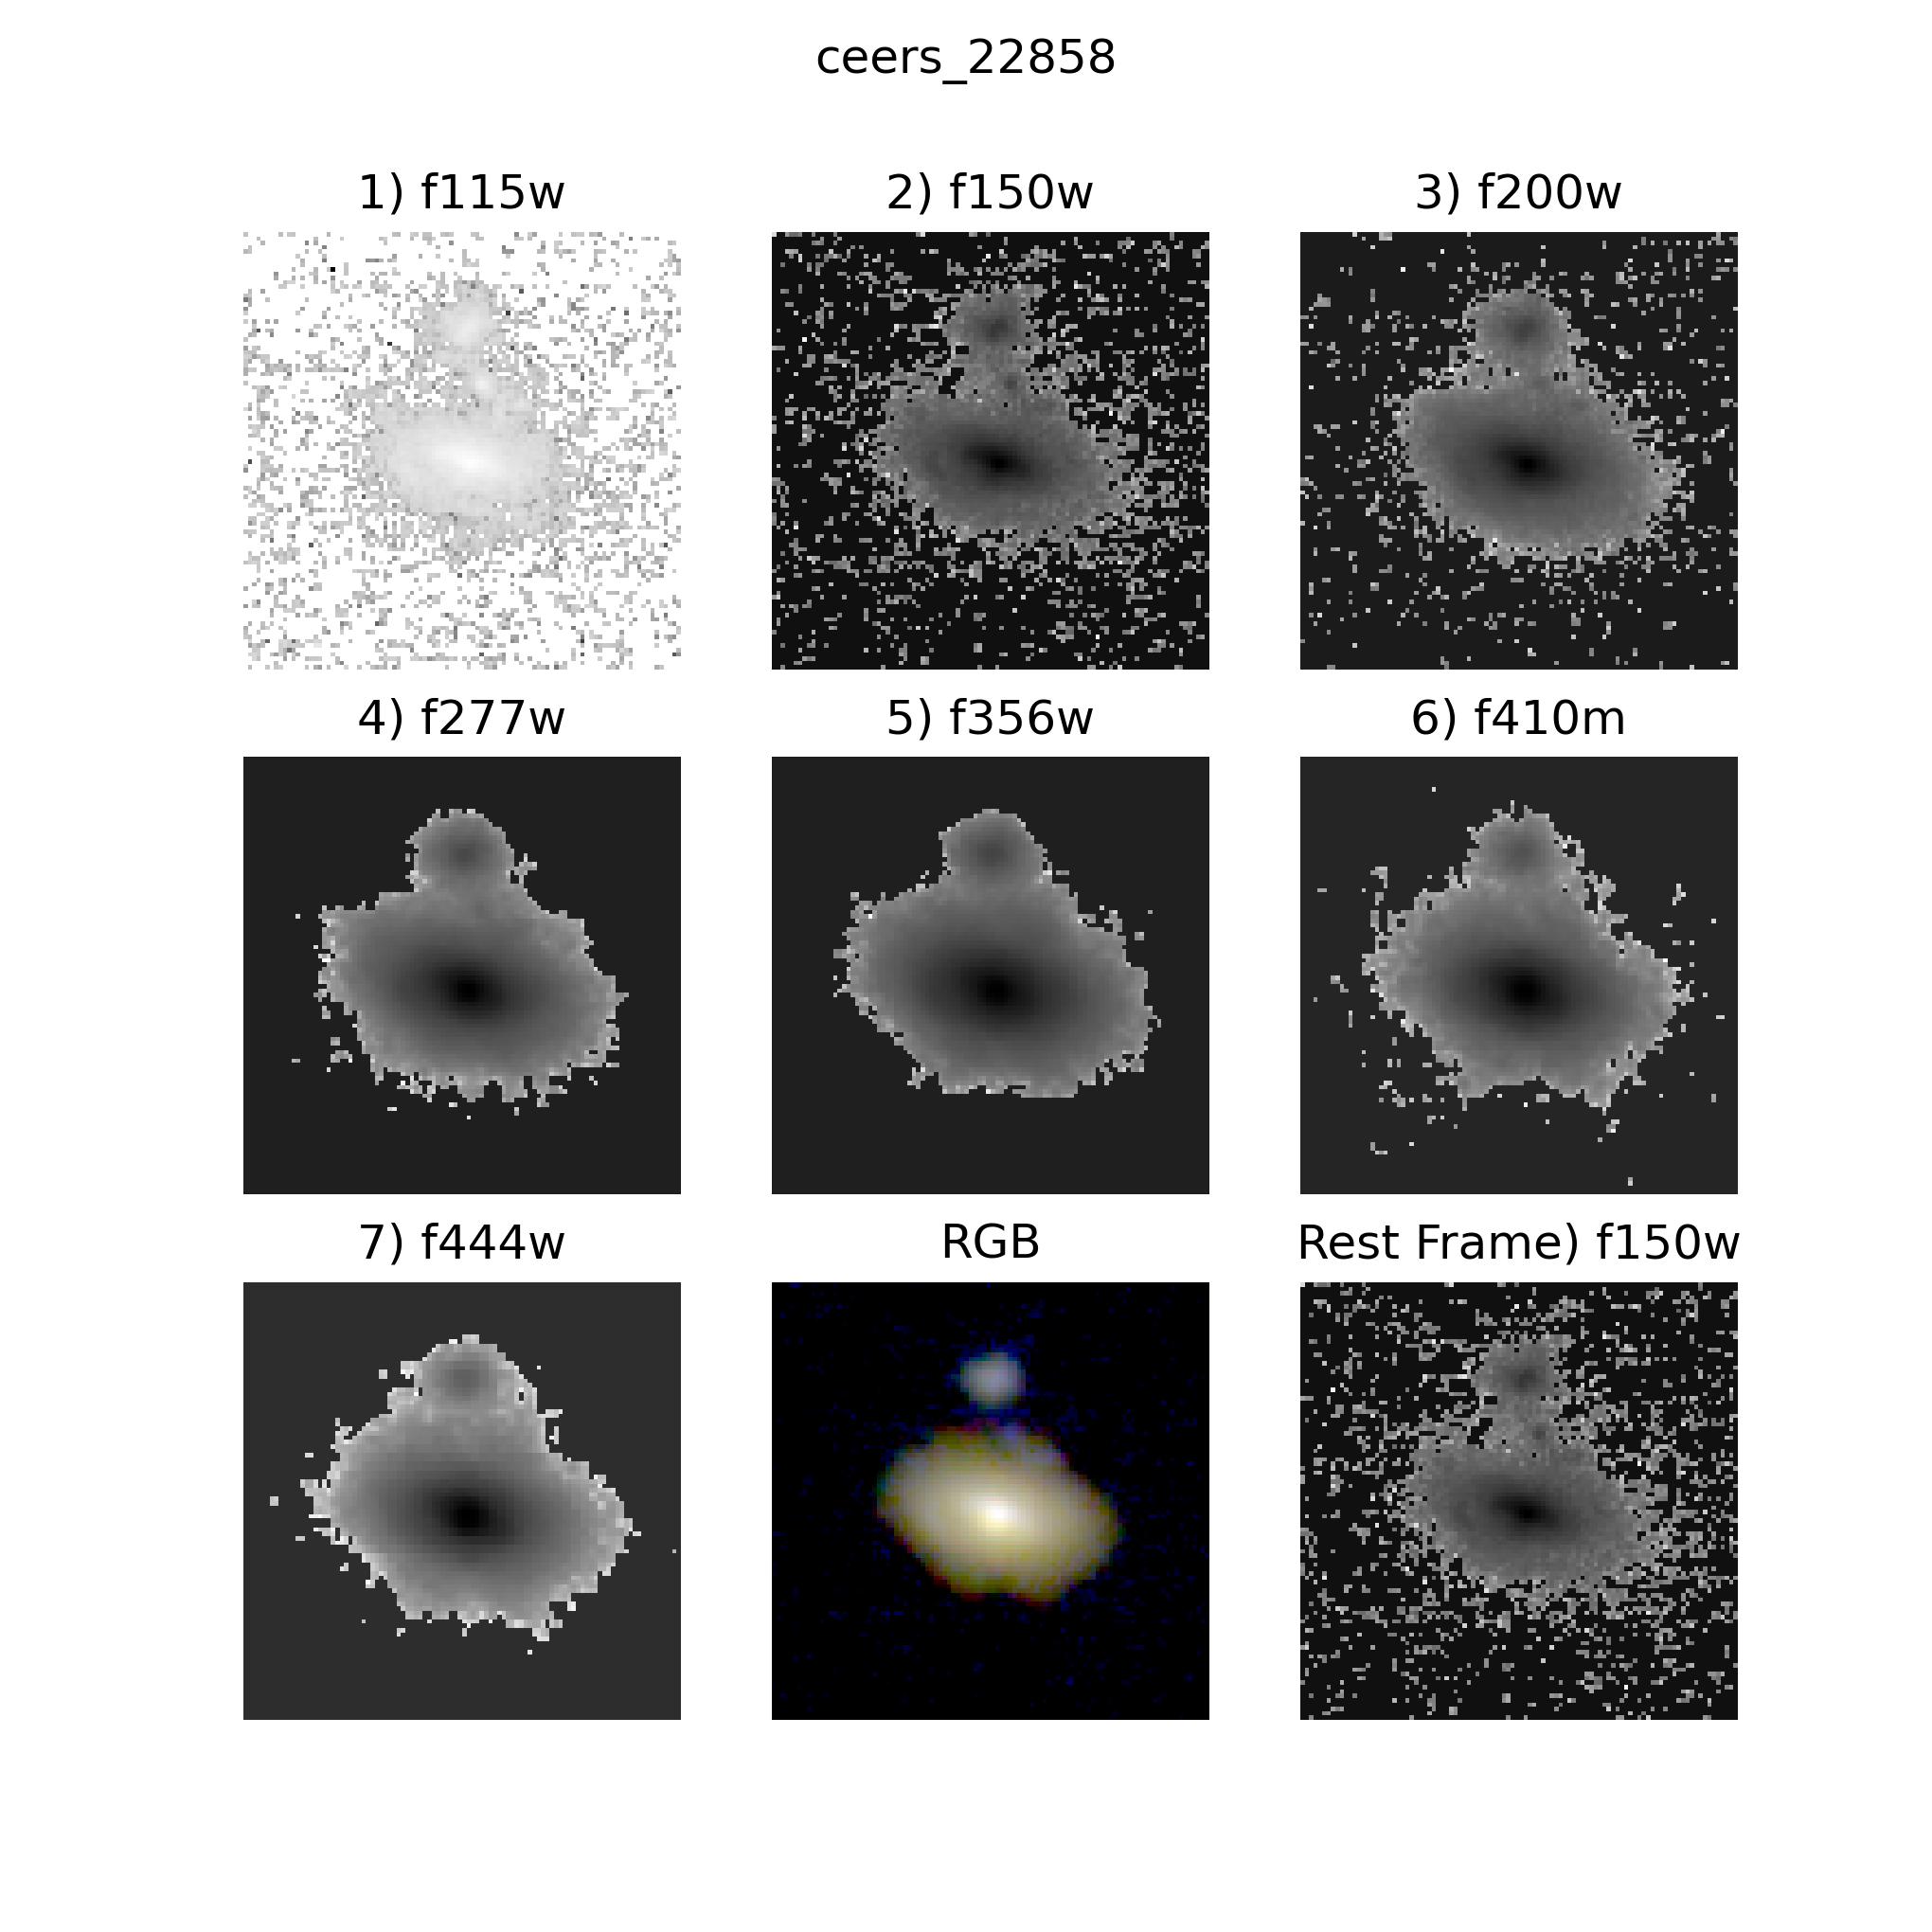 ceers_22858
1) f115w
2) f150w
3) f200w
4) f277w
5) f356w
6) f410m
7) f444w
RGB
Rest Frame) f150w